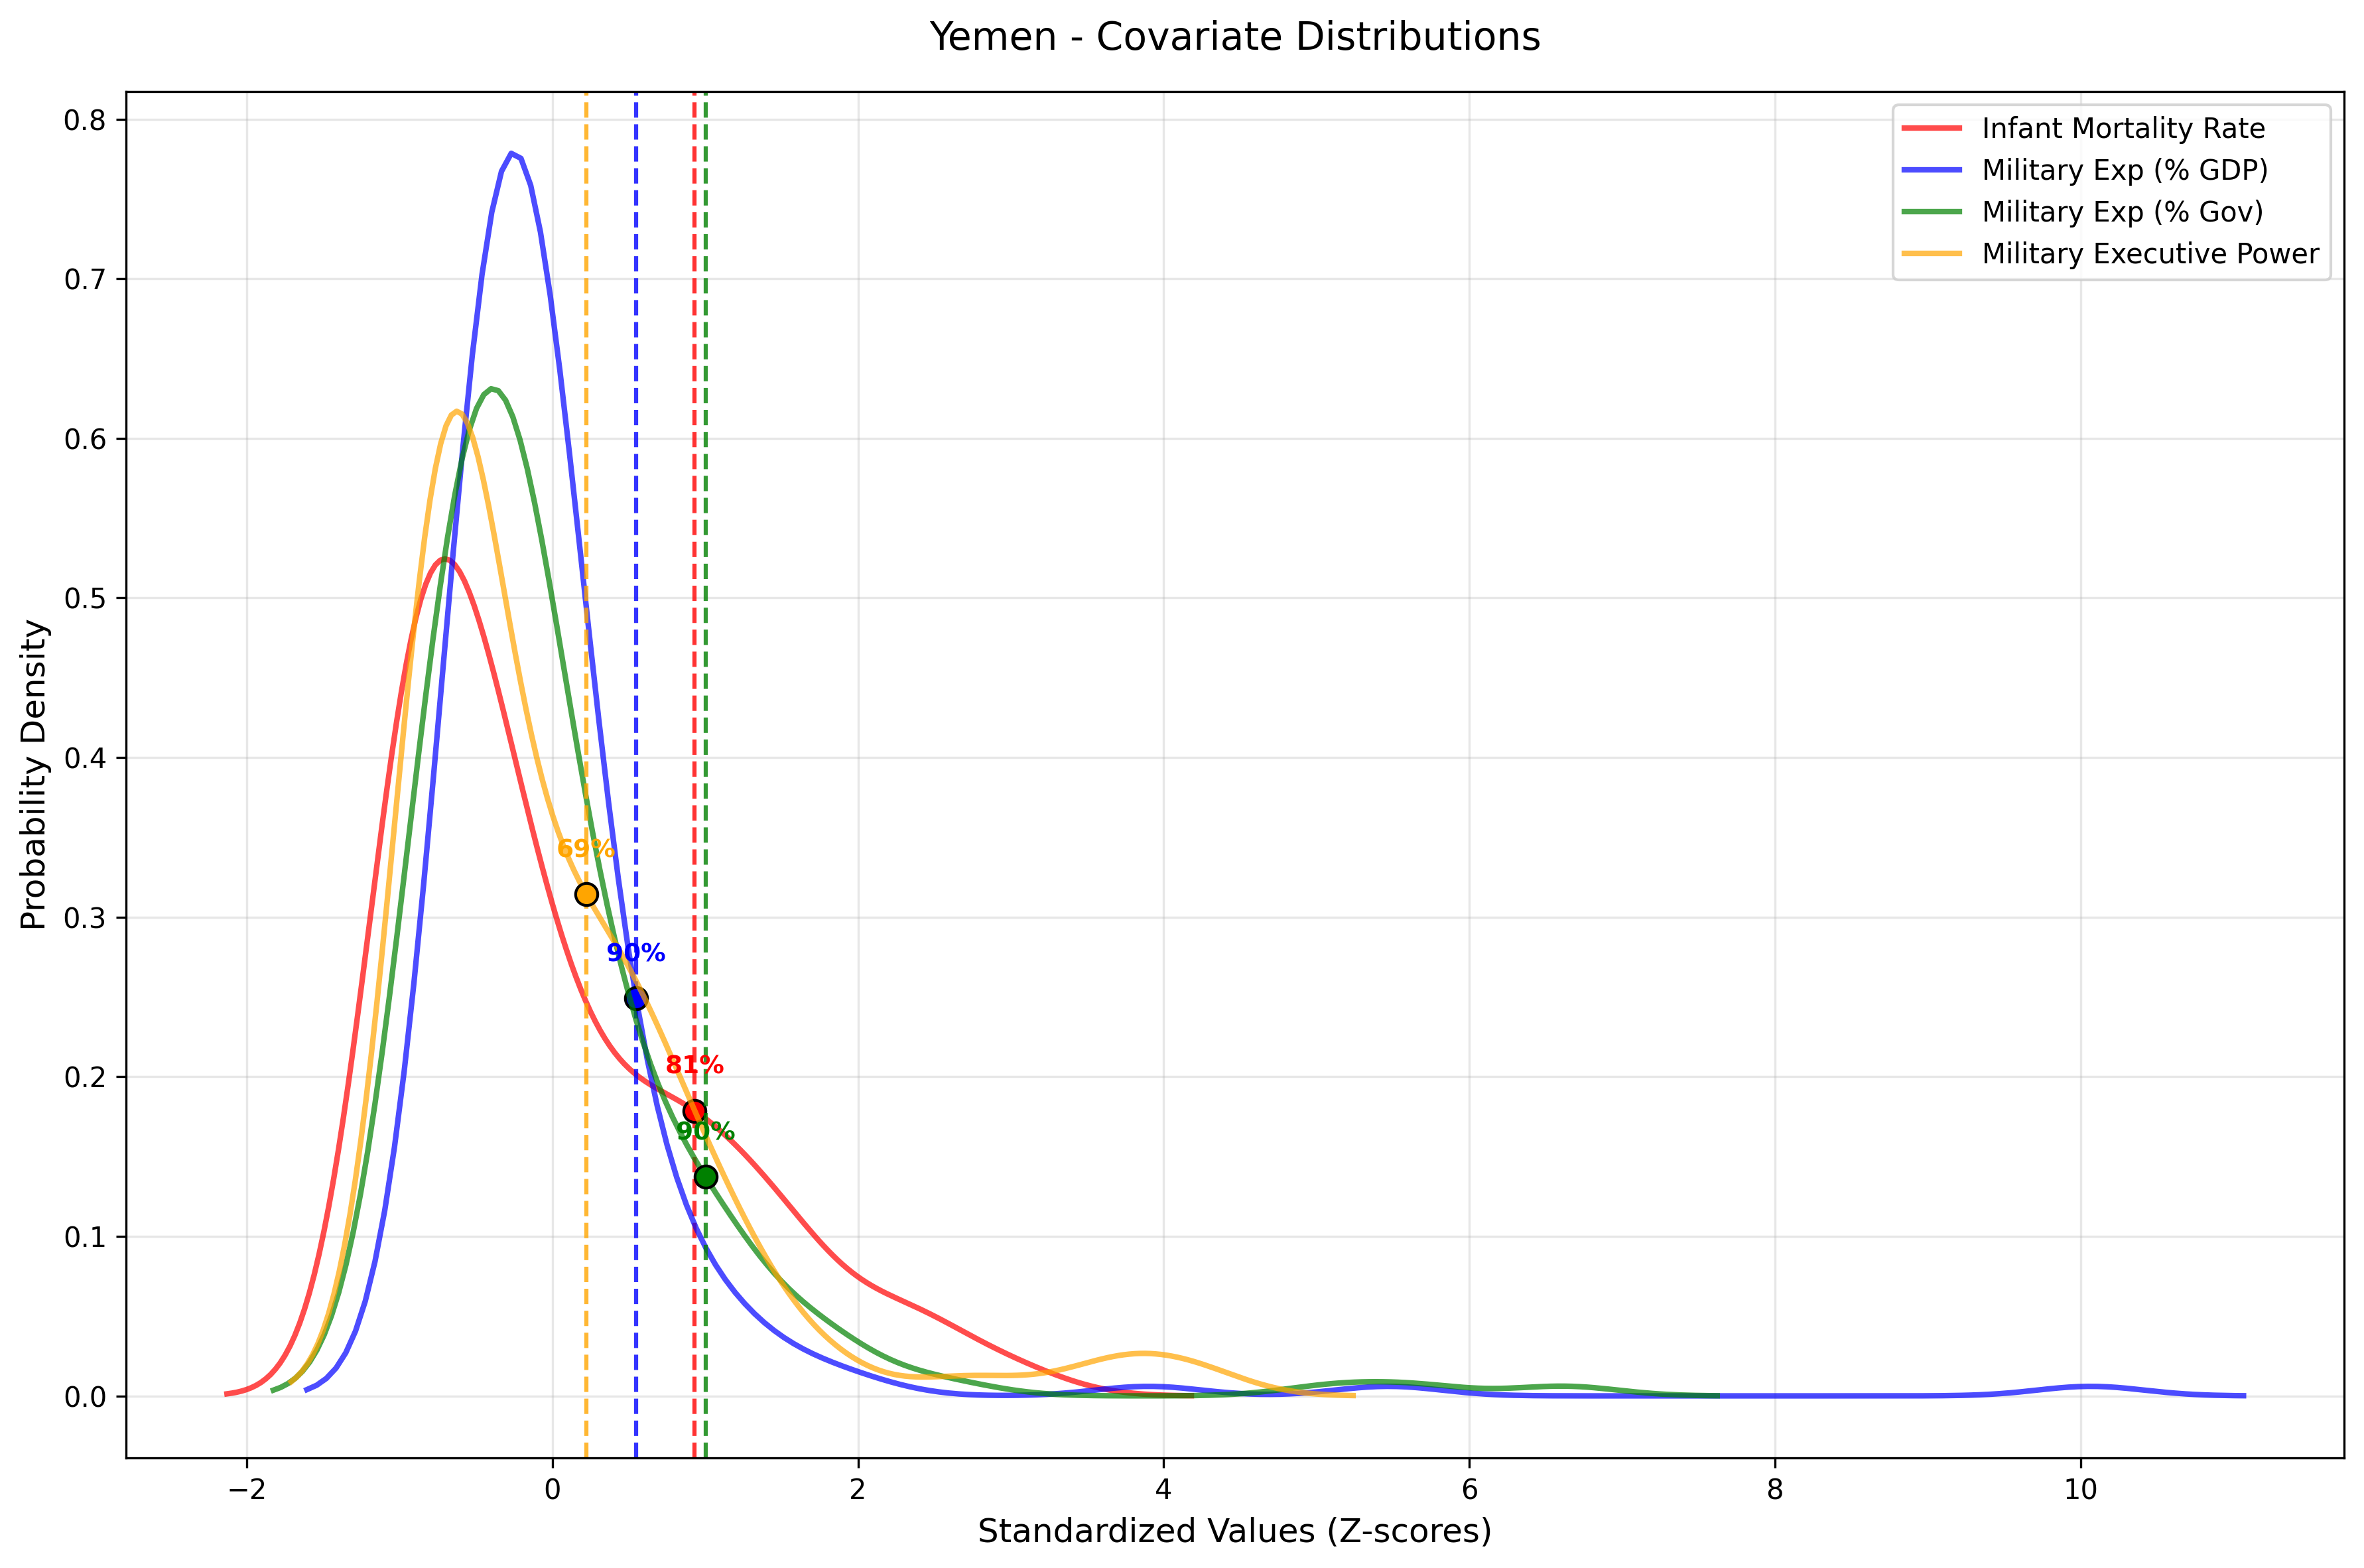 Yemen - Covariate Distributions
Infant Mortality Rate
Military Exp (% GDP)
Military Exp (% Gov)
Military Executive Power
Probability Density
0.8
0.7
0.6
0.5
0.4
0.3
0.2
0.1
0.0
69%
90%
81%
90%
−2
0
2
4
6
8
10
Standardized Values (Z-scores)